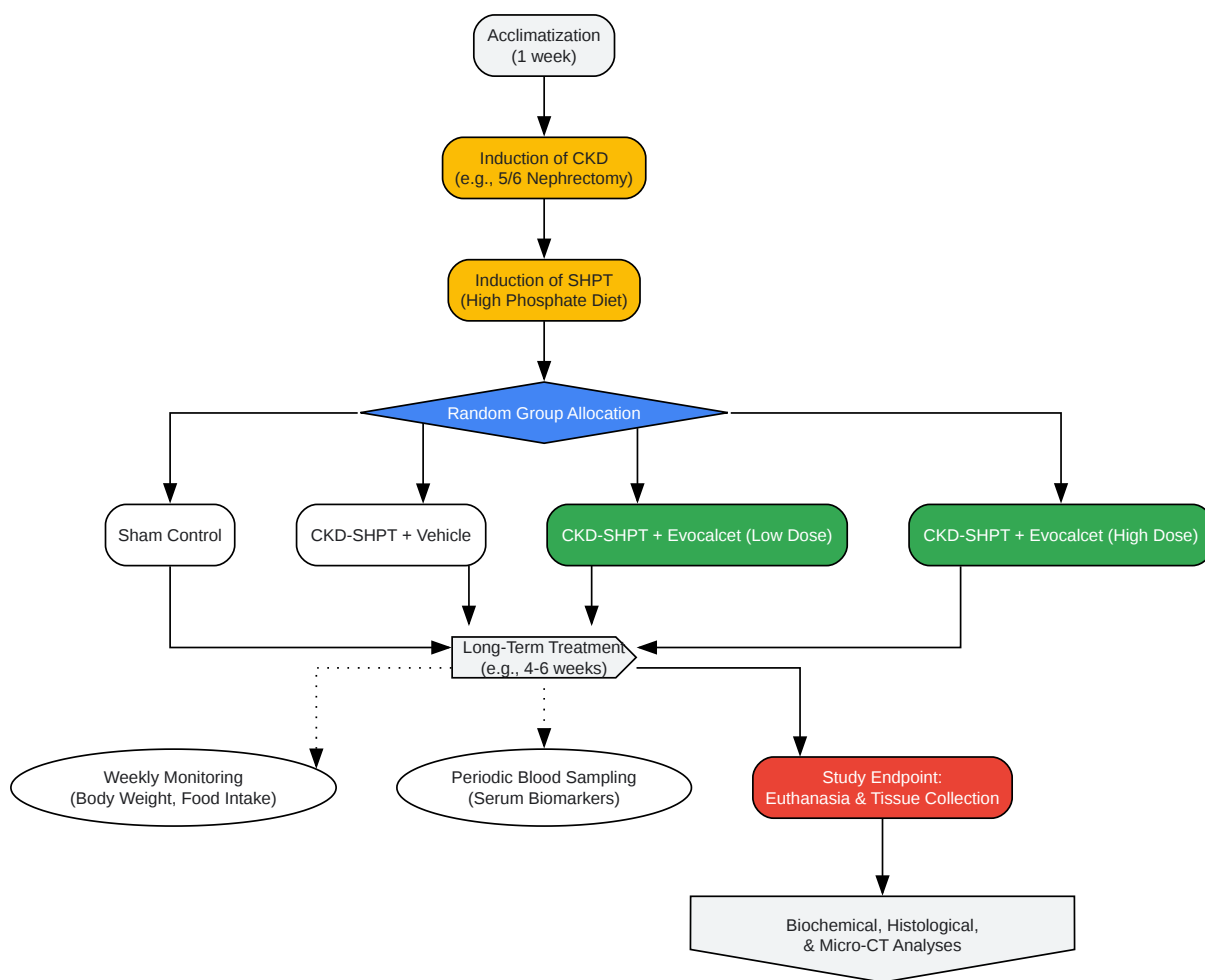 Acclimatization
(1 week)
Induction of CKD
(e.g., 5/6 Nephrectomy)
Induction of SHPT
(High Phosphate Diet)
Random Group Allocation
Sham Control
CKD-SHPT + Vehicle
CKD-SHPT + Evocalcet (Low Dose)
CKD-SHPT + Evocalcet (High Dose)
Long-Term Treatment
(e.g., 4-6 weeks)
Weekly Monitoring
(Body Weight, Food Intake)
Periodic Blood Sampling
(Serum Biomarkers)
Study Endpoint:
Euthanasia & Tissue Collection
Biochemical, Histological,
& Micro-CT Analyses